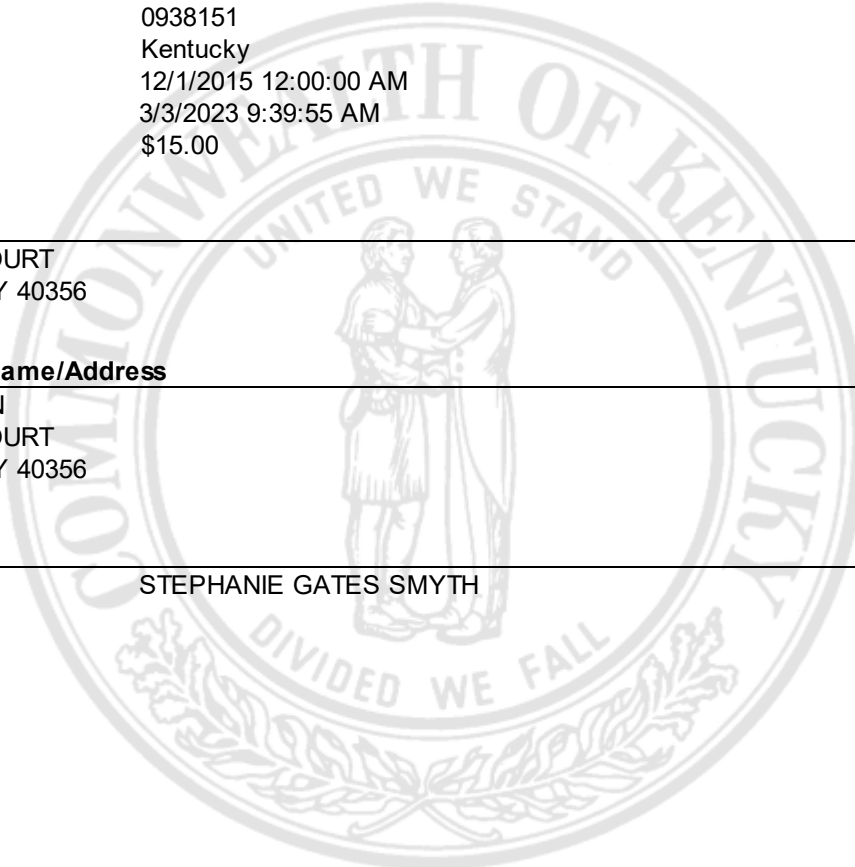 0938151
Kentucky
12/1/2015 12:00:00 AM
3/3/2023 9:39:55 AM
$15.00
COMMONWEALTH OF KENTUCKY
UNITED WE STAND
OURT
Y 40356
ame/Address
N
OURT
Y 40356
STEPHANIE GATES SMYTH
DIVIDED WE FALL